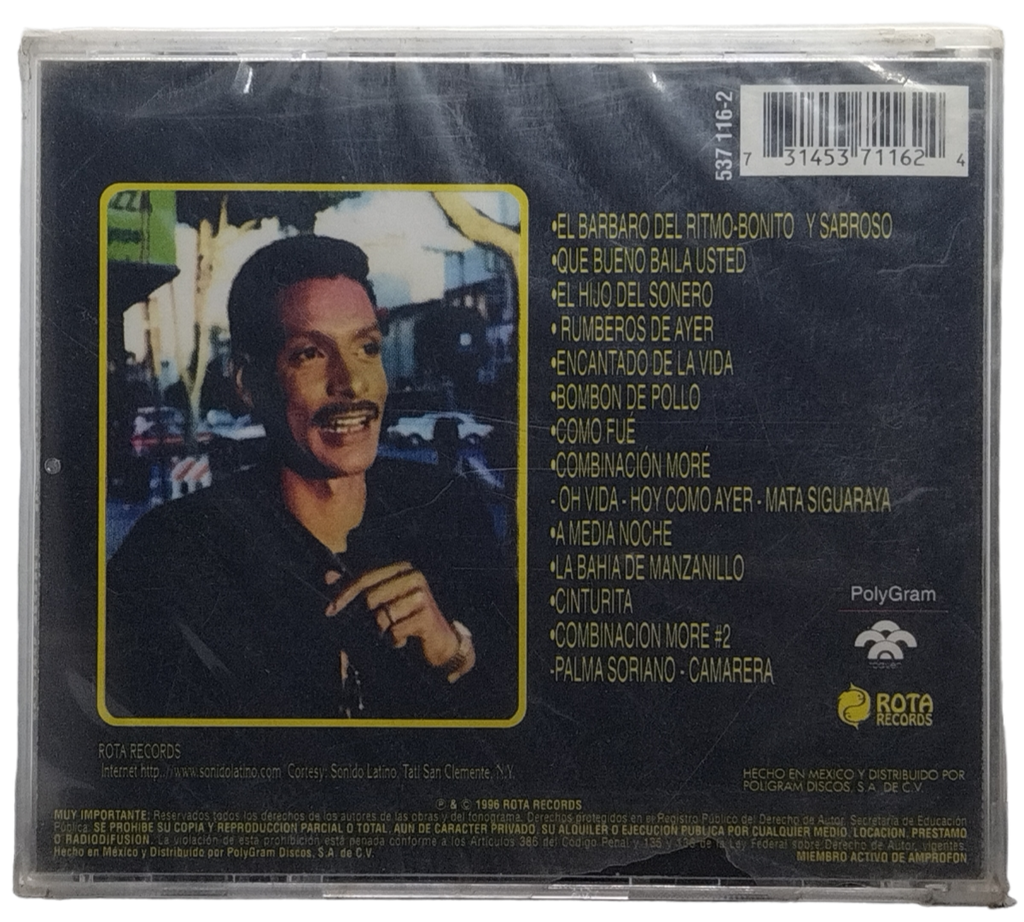 537 116-2
7 31453 71162 4
ZZA
•EL BARBARO DEL RITMO-BONITO Y SABROSO
•QUE BUENO BAILA USTED
•EL HIJO DEL SONERO
• RUMBEROS DE AYER
•ENCANTADO DE LA VIDA
•BOMBON DE POLLO
•COMO FUÉ
•COMBINACIÓN MORÉ
- OH VIDA - HOY COMO AYER - MATA SIGUARAYA
•A MEDIA NOCHE
•LA BAHIA DE MANZANILLO
•CINTURITA
•COMBINACION MORE #2
-PALMA SORIANO - CAMARERA
PolyGram
rodven
ROTA
RECORDS
ROTA RECORDS
Internet http..//www.sonidolatino.com Cortesy: Sonido Latino, Tati San Clemente, N.Y.
HECHO EN MEXICO Y DISTRIBUIDO POR
POLIGRAM DISCOS, S.A. DE C.V.
℗ & © 1996 ROTA RECORDS
MUY IMPORTANTE: Reservados todos los derechos de los autores de las obras y del fonograma. Derechos protegidos en el Registro Público del Derecho de Autor, Secretaría de Educación
Pública. SE PROHIBE SU COPIA Y REPRODUCCION PARCIAL O TOTAL, AUN DE CARACTER PRIVADO, SU ALQUILER O EJECUCION PUBLICA POR CUALQUIER MEDIO, LOCACION, PRESTAMO
O RADIODIFUSION. La violación de esta prohibición está penada conforme a los Artículos 386 del Código Penal y 135 y 136 de la Ley Federal sobre Derecho de Autor, vigentes.
Hecho en México y Distribuido por PolyGram Discos, S.A. de C.V.
MIEMBRO ACTIVO DE AMPROFON